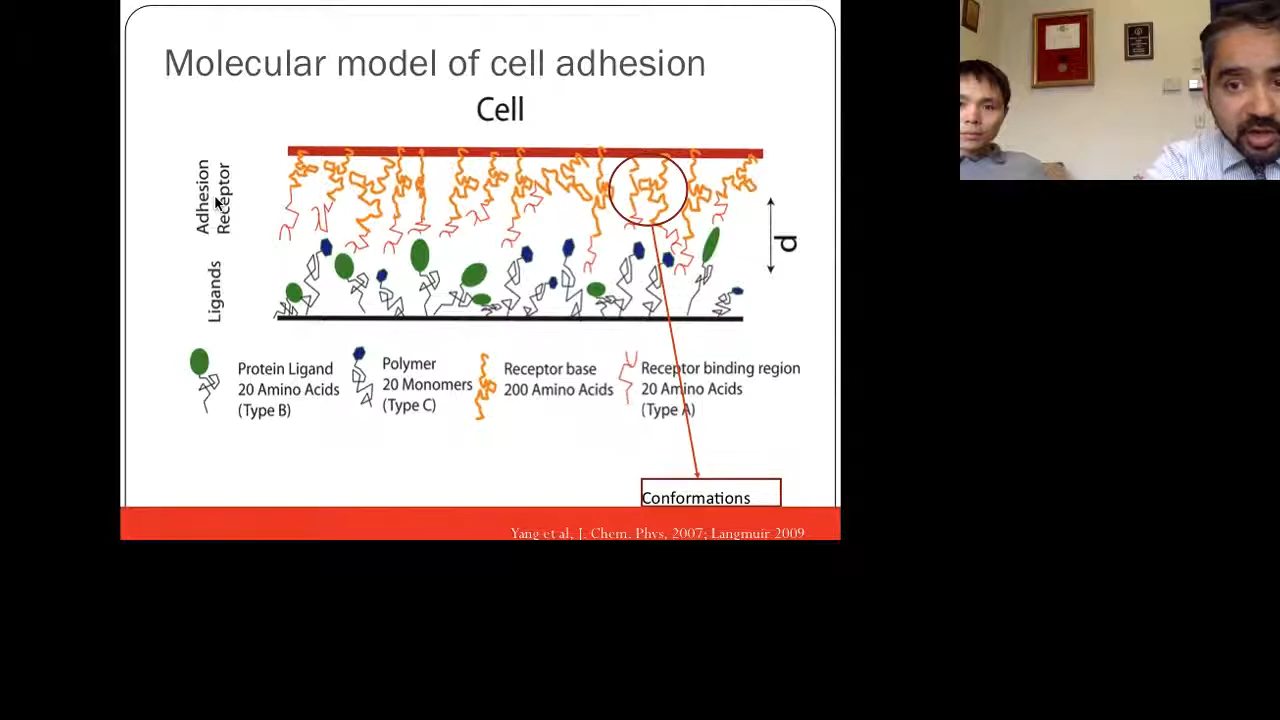 Molecular model of cell adhesion
Cell
Adhesion
Receptor
Ligands
d
Protein Ligand
20 Amino Acids
(Type B)
Polymer
20 Monomers
(Type C)
Receptor base
200 Amino Acids
Receptor binding region
20 Amino Acids
(Type A)
Conformations
Yang et al, J. Chem. Phys, 2007; Langmuir 2009